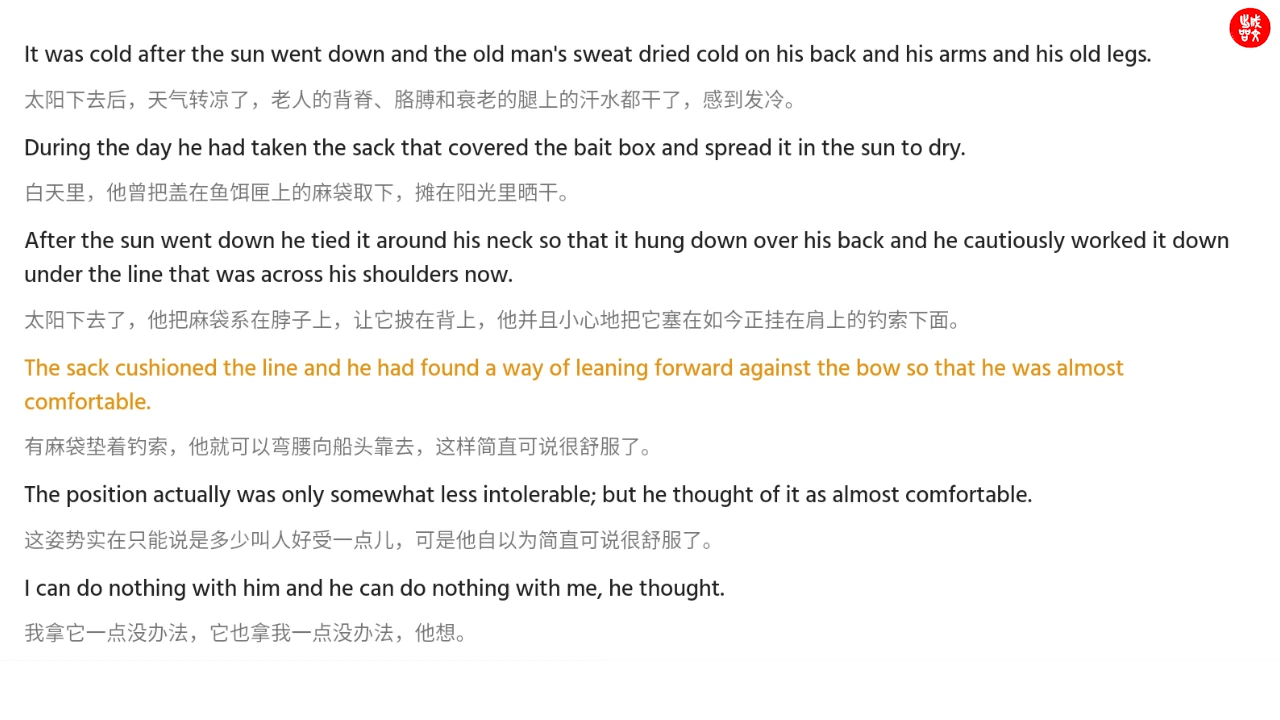 It was cold after the sun went down and the old man's sweat dried cold on his back and his arms and his old legs.
太阳下去后，天气转凉了，老人的背脊、胳膊和衰老的腿上的汗水都干了，感到发冷。
During the day he had taken the sack that covered the bait box and spread it in the sun to dry.
白天里，他曾把盖在鱼饵匣上的麻袋取下，摊在阳光里晒干。
After the sun went down he tied it around his neck so that it hung down over his back and he cautiously worked it down
under the line that was across his shoulders now.
太阳下去了，他把麻袋系在脖子上，让它披在背上，他并且小心地把它塞在如今正挂在肩上的钓索下面。
The sack cushioned the line and he had found a way of leaning forward against the bow so that he was almost
comfortable.
有麻袋垫着钓索，他就可以弯腰向船头靠去，这样简直可说很舒服了。
The position actually was only somewhat less intolerable; but he thought of it as almost comfortable.
这姿势实在只能说是多少叫人好受一点儿，可是他自以为简直可说很舒服了。
I can do nothing with him and he can do nothing with me, he thought.
我拿它一点没办法，它也拿我一点没办法，他想。